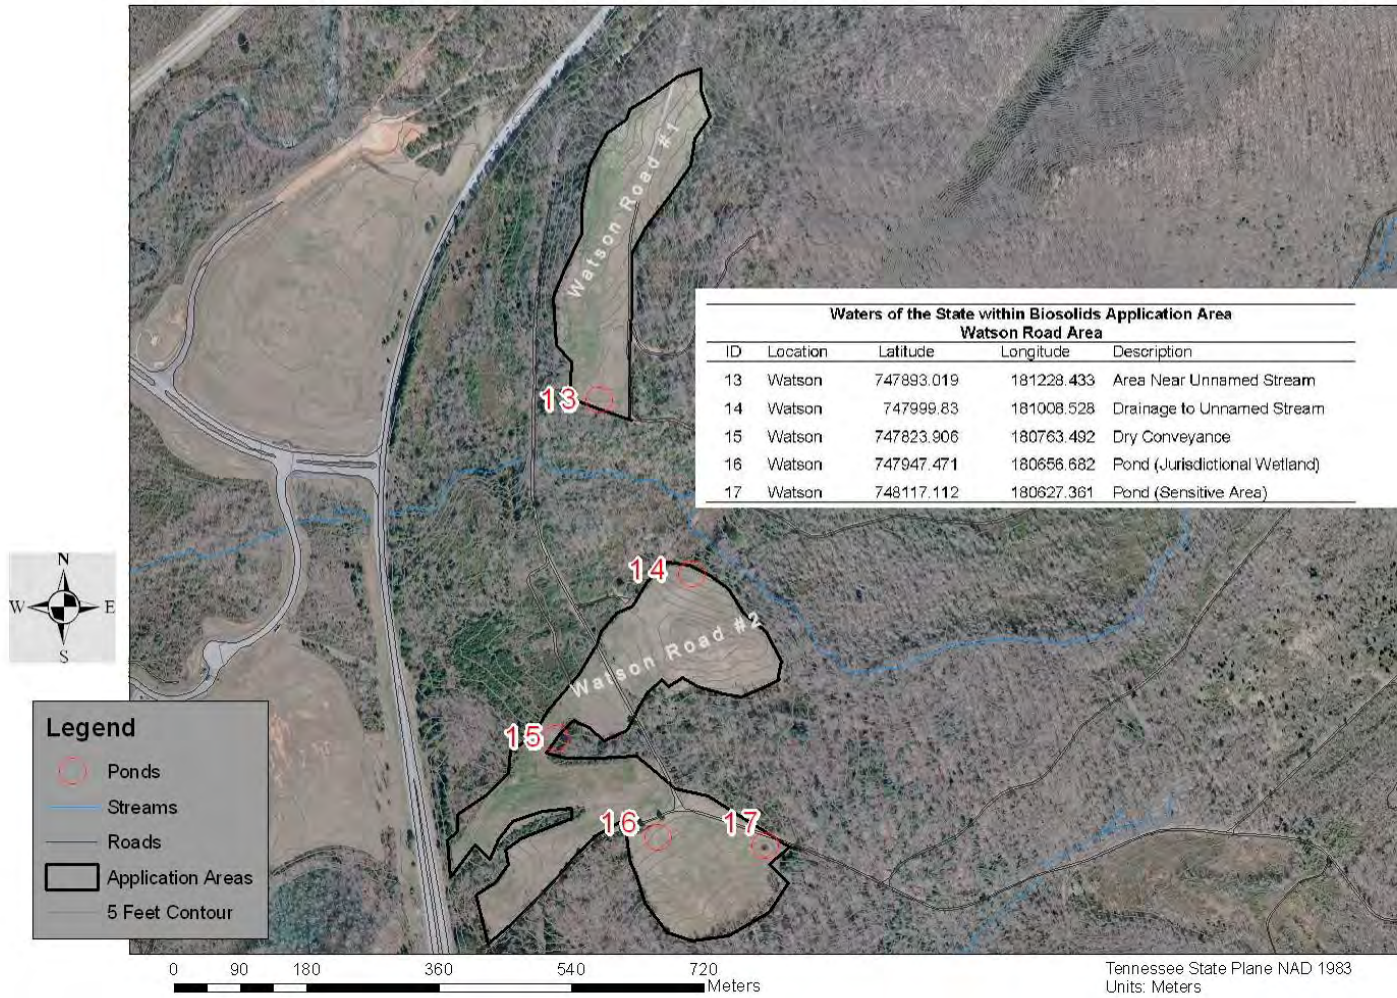 Watson Road #1
Waters of the State within Biosolids Application Area
Watson Road Area
ID Location Latitude Longitude Description
13 Watson 747893.019 181228.433 Area Near Unnamed Stream
14 Watson 747999.83 181008.528 Drainage to Unnamed Stream
15 Watson 747823.906 180763.492 Dry Conveyance
16 Watson 747947.471 180656.682 Pond (Jurisdictional Wetland)
17 Watson 748117.112 180627.361 Pond (Sensitive Area)
13
14
Watson Road #2
15
16
17
N
W E
S
Legend
Ponds
Streams
Roads
Application Areas
5 Feet Contour
0 90 180 360 540 720
Meters
Tennessee State Plane NAD 1983
Units: Meters